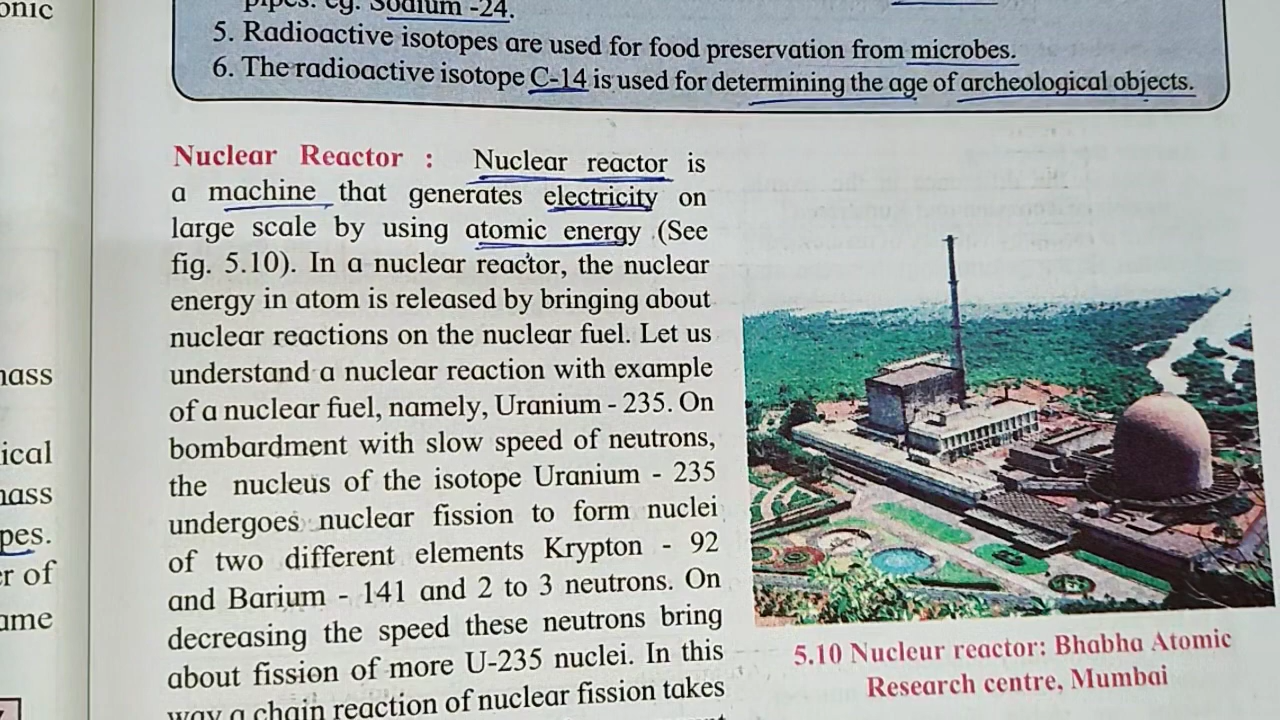 onic
mass
ical
mass
pes.
er of
ame
pipes. eg. Sodium -24.
5. Radioactive isotopes are used for food preservation from microbes.
6. The radioactive isotope C-14 is used for determining the age of archeological objects.
Nuclear Reactor : Nuclear reactor is
a machine that generates electricity on
large scale by using atomic energy (See
fig. 5.10). In a nuclear reactor, the nuclear
energy in atom is released by bringing about
nuclear reactions on the nuclear fuel. Let us
understand a nuclear reaction with example
of a nuclear fuel, namely, Uranium - 235. On
bombardment with slow speed of neutrons,
the nucleus of the isotope Uranium - 235
undergoes nuclear fission to form nuclei
of two different elements Krypton - 92
and Barium - 141 and 2 to 3 neutrons. On
decreasing the speed these neutrons bring
about fission of more U-235 nuclei. In this
way a chain reaction of nuclear fission takes
5.10 Nucleur reactor: Bhabha Atomic
Research centre, Mumbai